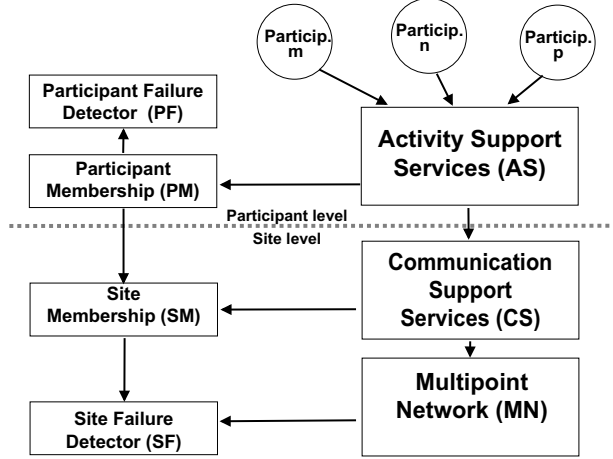 Particip.
m
Particip.
n
Particip.
p
Participant Failure
Detector (PF)
Activity Support
Services (AS)
Participant
Membership (PM)
Participant level
Site level
Communication
Support
Services (CS)
Site
Membership (SM)
Multipoint
Network (MN)
Site Failure
Detector (SF)